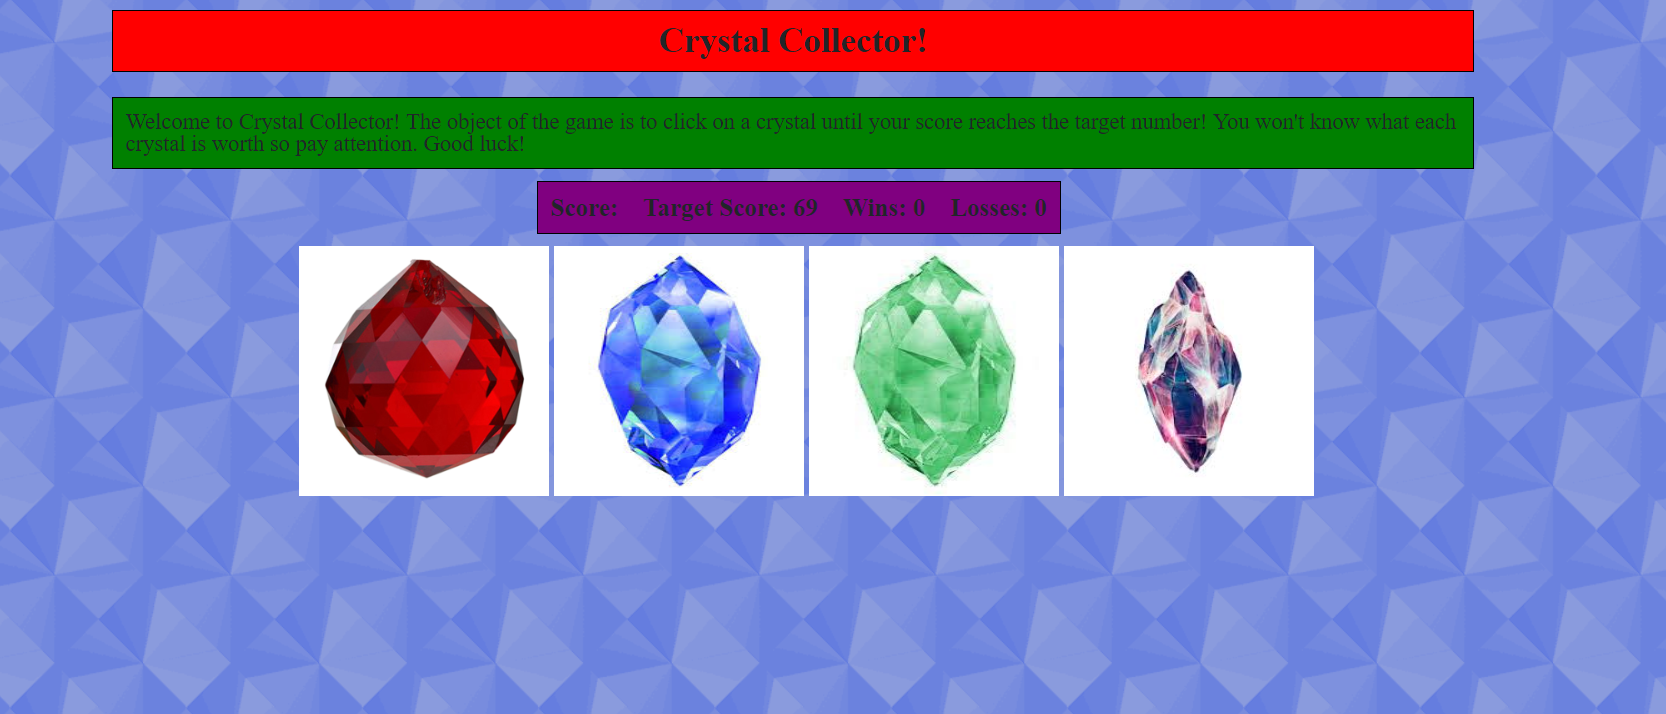 Crystal Collector!
Welcome to Crystal Collector! The object of the game is to click on a crystal until your score reaches the target number! You won't know what each
crystal is worth so pay attention. Good luck!
Score: Target Score: 69 Wins: 0 Losses: 0